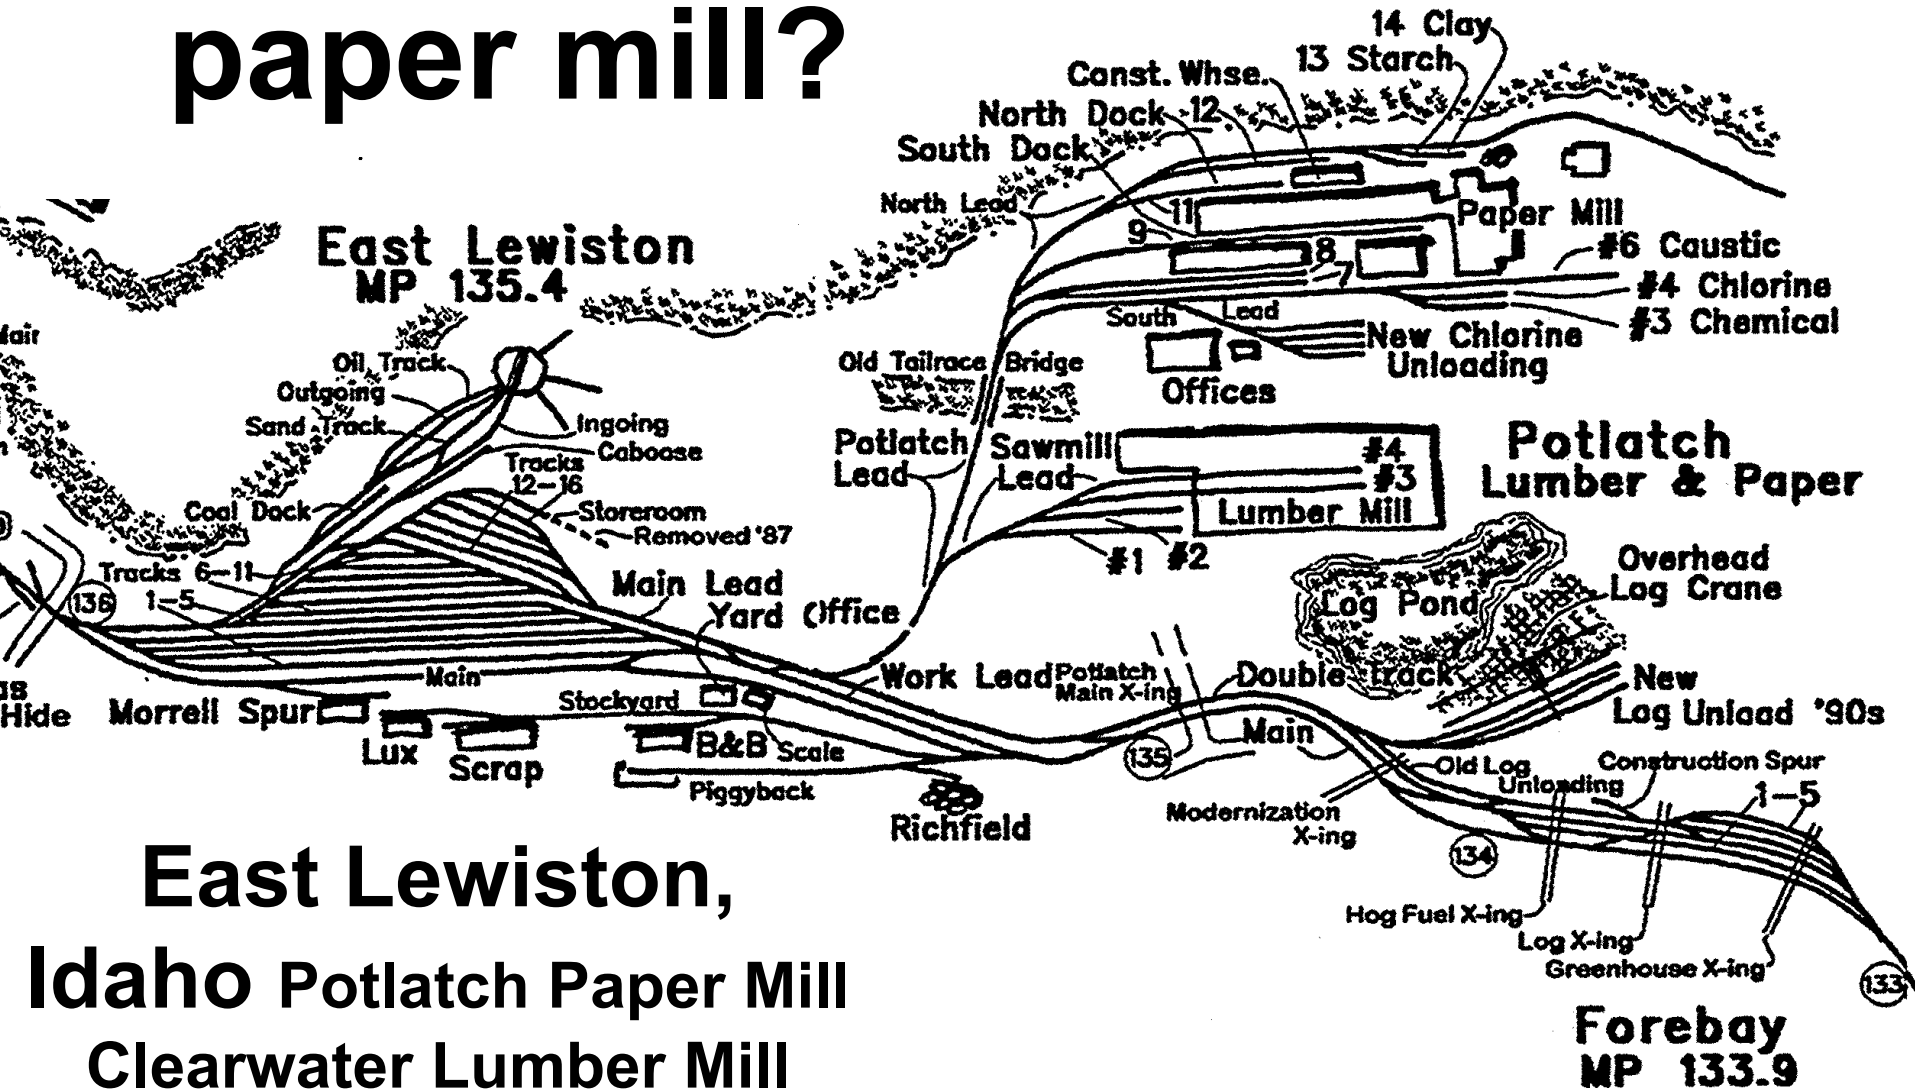 paper mill?
14 Clay
13 Starch
Const. Whse.
North Dock
12
South Dock
North Lead
11
Paper Mill
9
8
7
#6 Caustic
#4 Chlorine
#3 Chemical
East Lewiston
MP 135.4
South Lead
New Chlorine
Unloading
Oil Track
Outgoing
Sand Track
Ingoing
Caboose
Coal Dock
Old Tailrace Bridge
Offices
Potlatch
Lead
Sawmill
Lead
#4
#3
Lumber Mill
#1 #2
Potlatch
Lumber & Paper
Tracks
12-16
Storeroom
Removed '87
Tracks 6-11
1-5
136
Main Lead
Yard Office
Log Pond
Overhead
Log Crane
Hide
Morrell Spur
Main
Stockyard
Work Lead
Potlatch
Main X-ing
Double Track
New
Log Unload '90s
Lux
Scrap
B&B
Scale
Piggyback
Richfield
135
Main
Old Log
Unloading
Construction Spur
1-5
Modernization
X-ing
134
Hog Fuel X-ing
Log X-ing
Greenhouse X-ing
133
Forebay
MP 133.9
East Lewiston,
Idaho Potlatch Paper Mill
Clearwater Lumber Mill